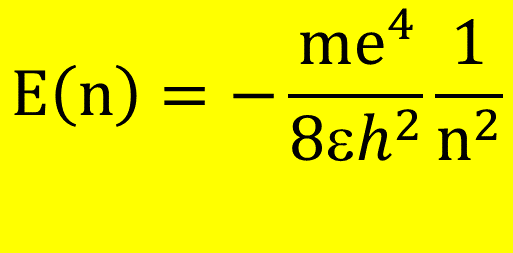 E(n) = − me⁴/8εh² 1/n²